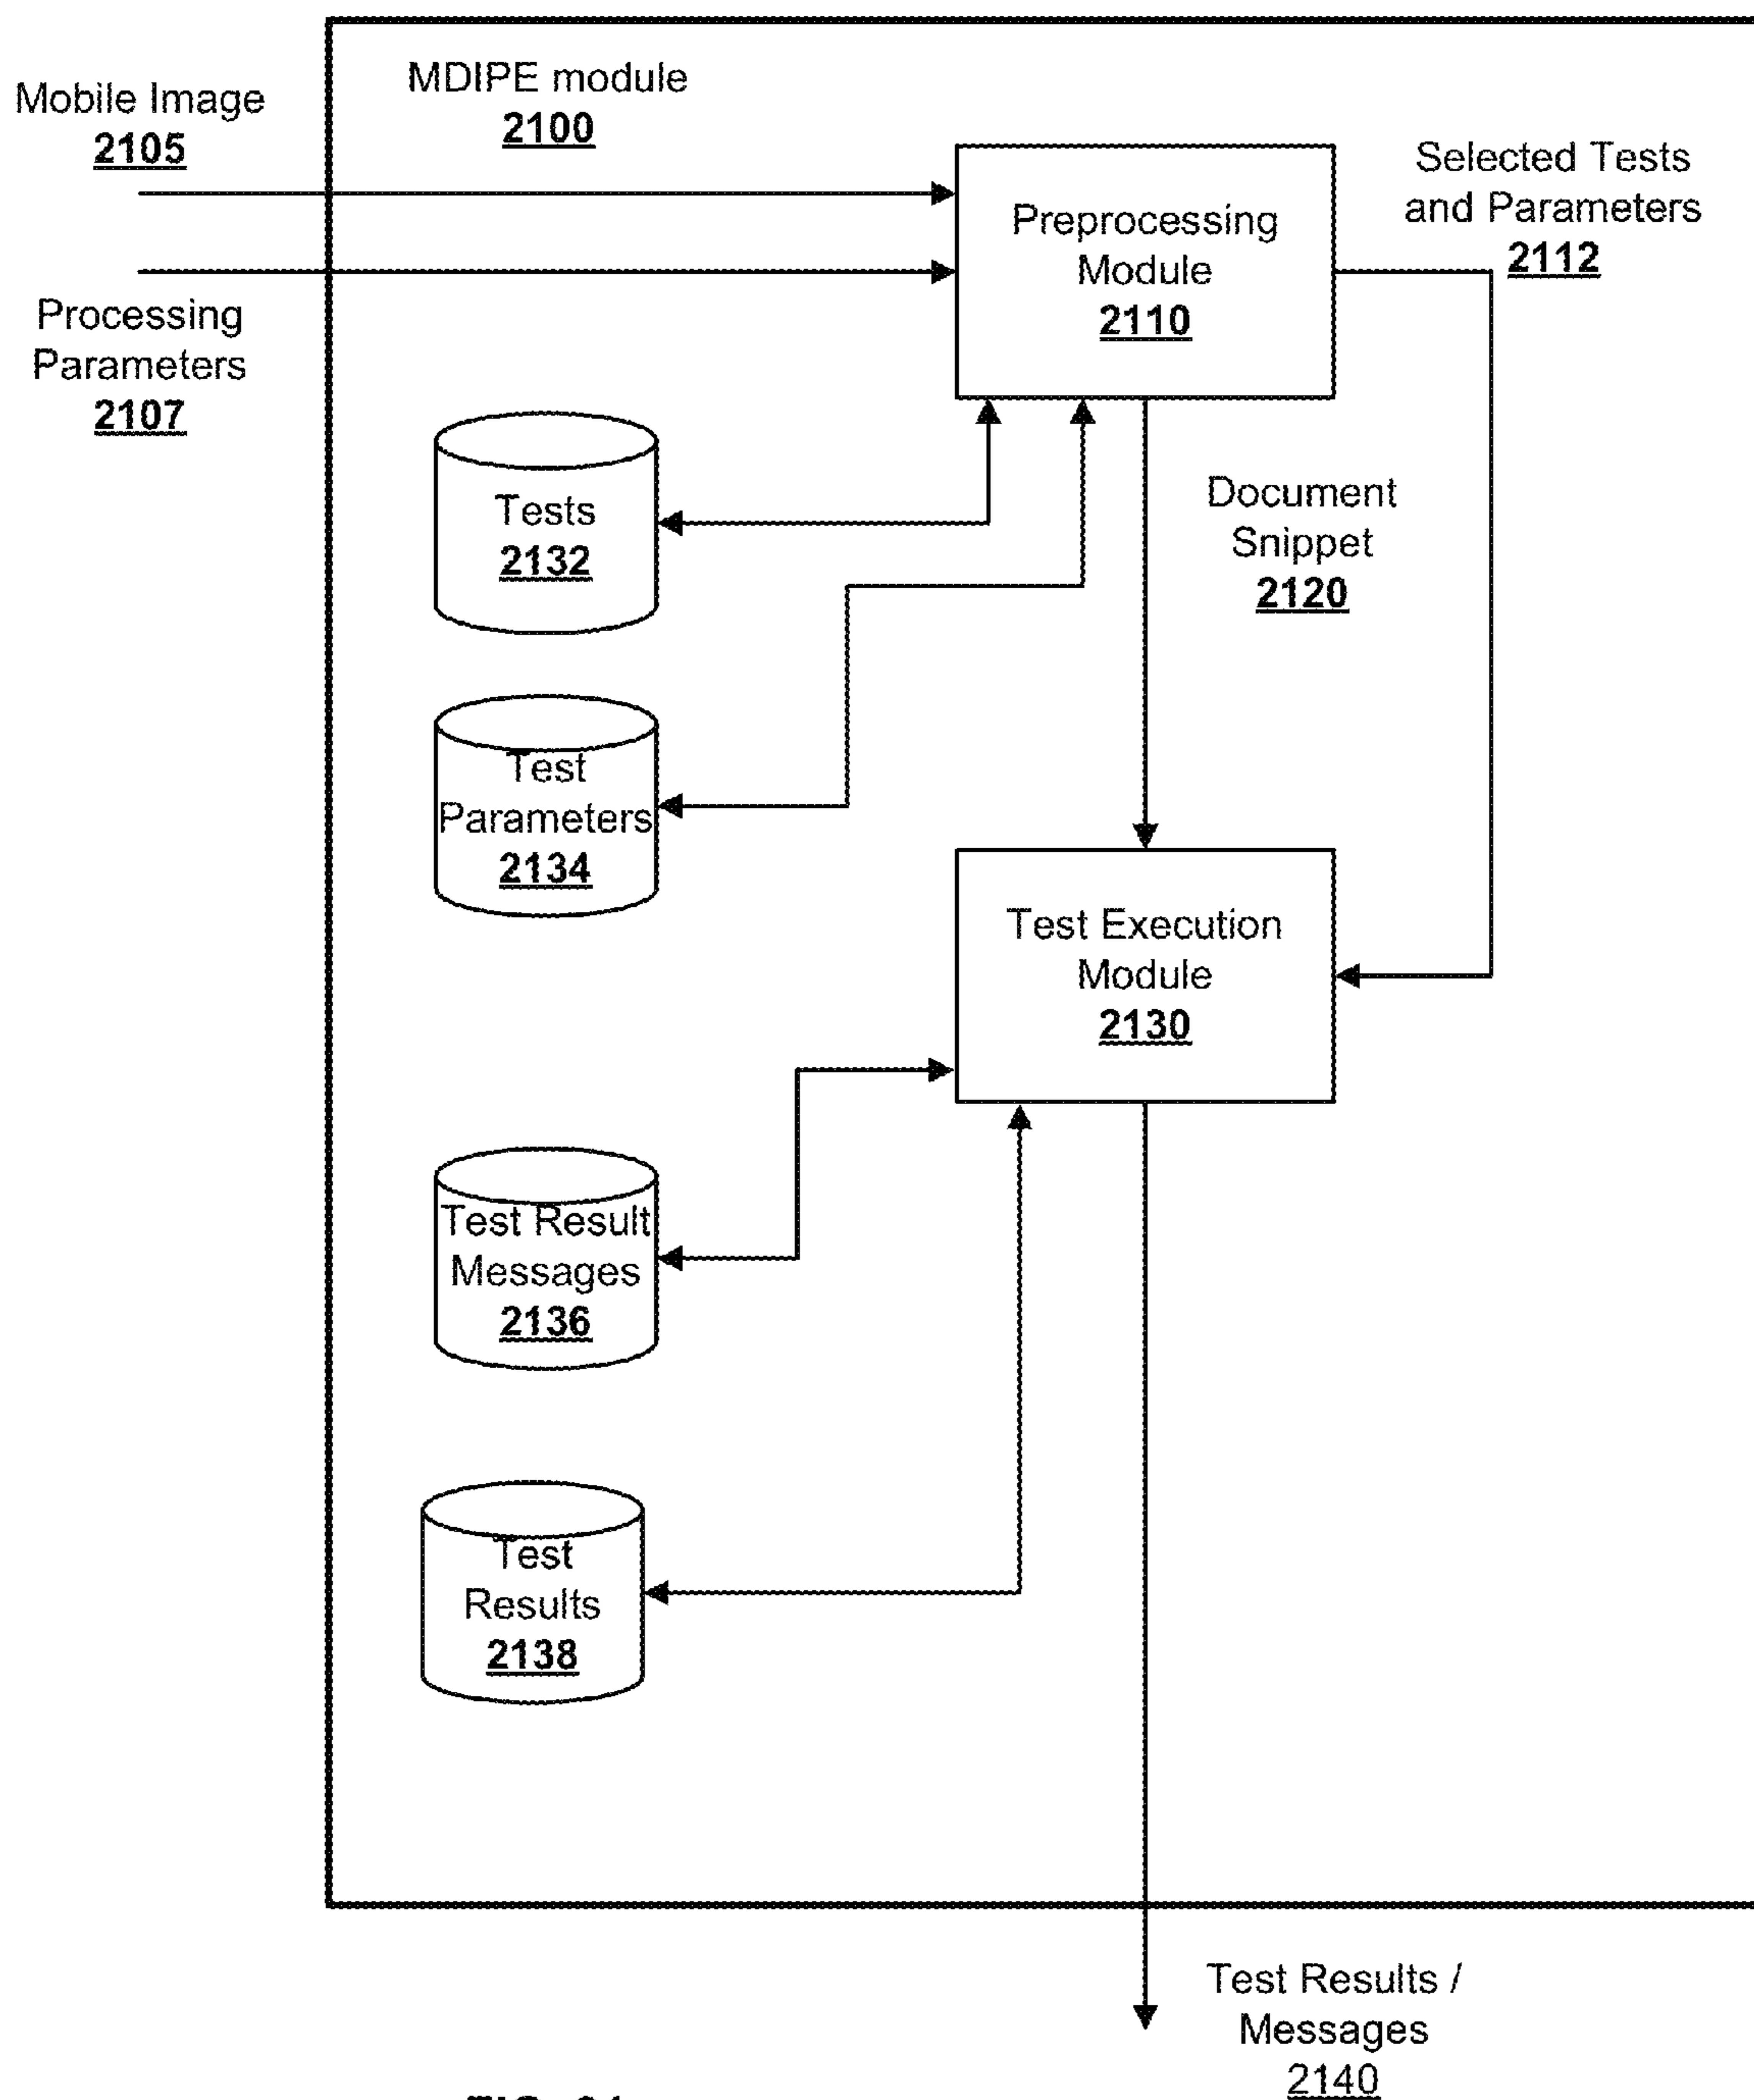 Mobile Image
2105
MDIPE module
2100
Processing
Parameters
2107
Preprocessing
Module
2110
Selected Tests
and Parameters
2112
Tests
2132
Document
Snippet
2120
Test
Parameters
2134
Test Execution
Module
2130
Test Result
Messages
2136
Test
Results
2138
Test Results /
Messages
2140